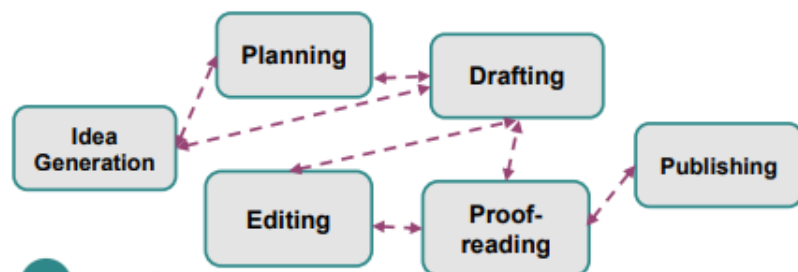 Planning
Drafting
Idea
Generation
Publishing
Editing
Proof-
reading